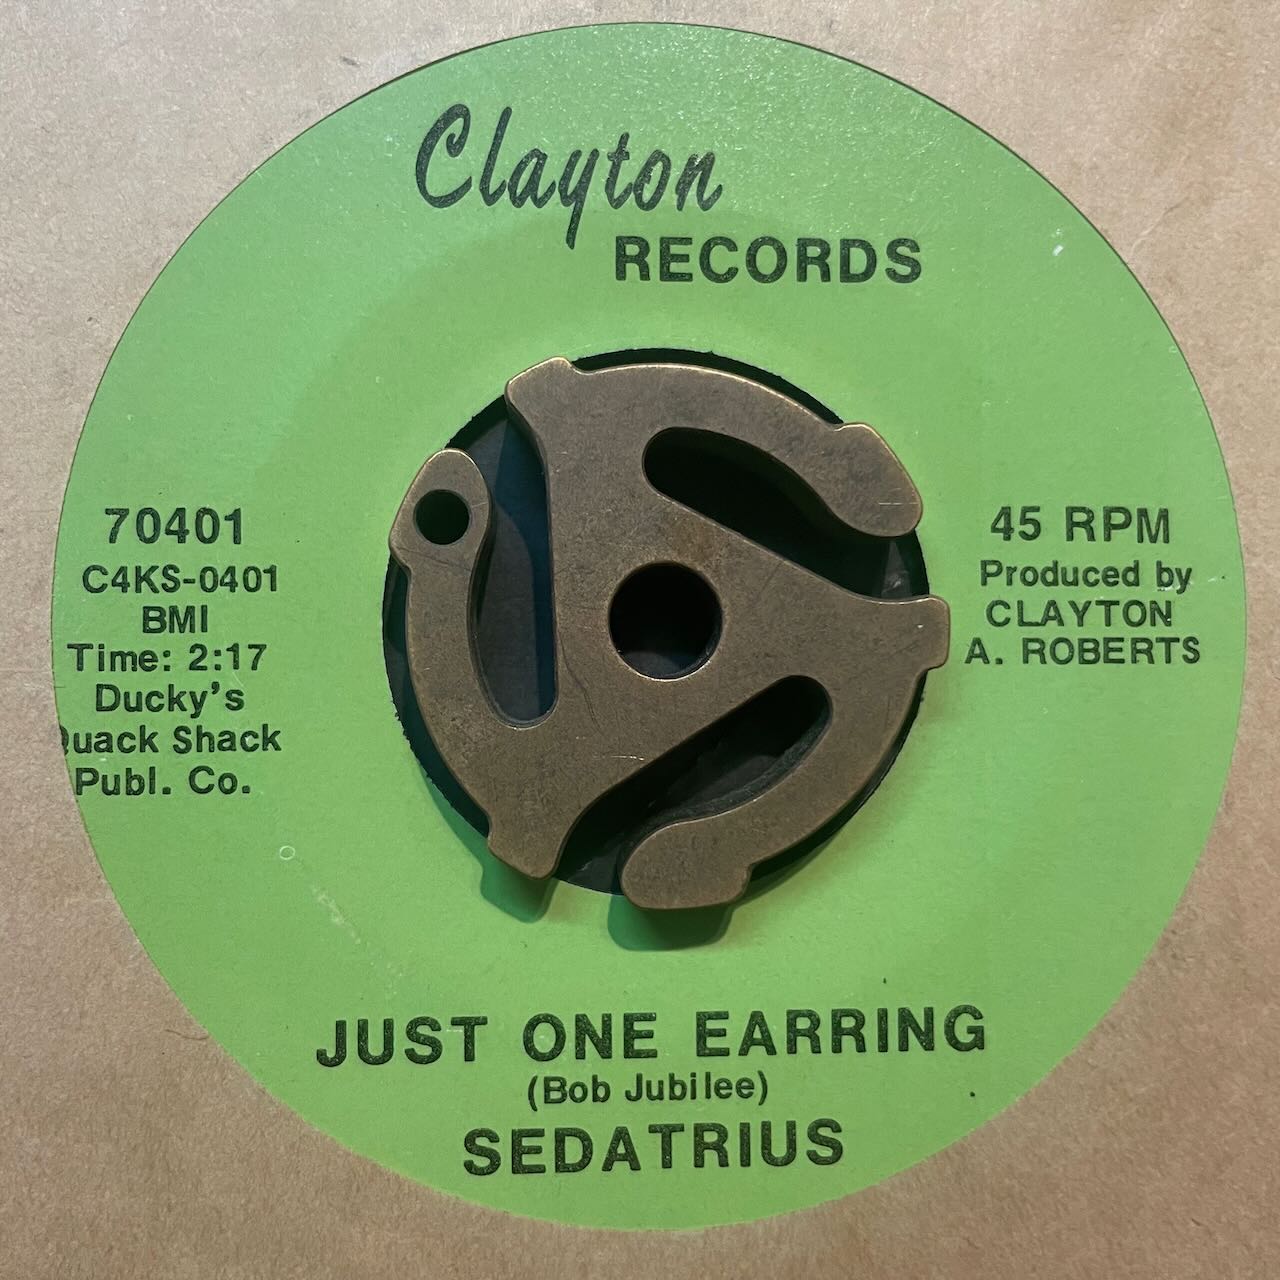 Clayton
RECORDS
70401
C4KS-0401
BMI
Time: 2:17
Ducky's
Quack Shack
Publ. Co.
45 RPM
Produced by
CLAYTON
A. ROBERTS
JUST ONE EARRING
(Bob Jubilee)
SEDATRIUS